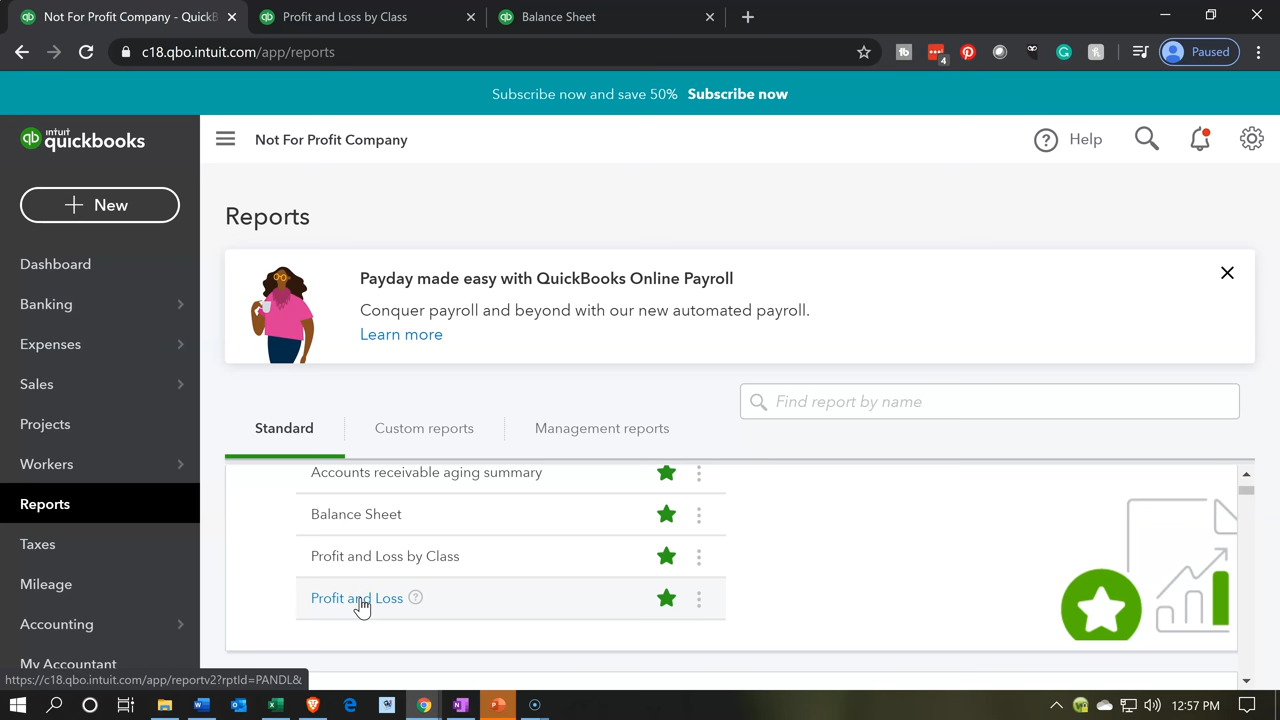 Not For Profit Company - QuickB
Profit and Loss by Class
Balance Sheet
c18.qbo.intuit.com/app/reports
4
Paused
Subscribe now and save 50% Subscribe now
intuit
quickbooks
Not For Profit Company
Help
New
Reports
Dashboard
Banking
Expenses
Sales
Projects
Workers
Reports
Taxes
Mileage
Accounting
My Accountant
Payday made easy with QuickBooks Online Payroll
Conquer payroll and beyond with our new automated payroll.
Learn more
Find report by name
Standard
Custom reports
Management reports
Accounts receivable aging summary
Balance Sheet
Profit and Loss by Class
Profit and Loss
https://c18.qbo.intuit.com/app/reportv2?rptId=PANDL&
12:57 PM